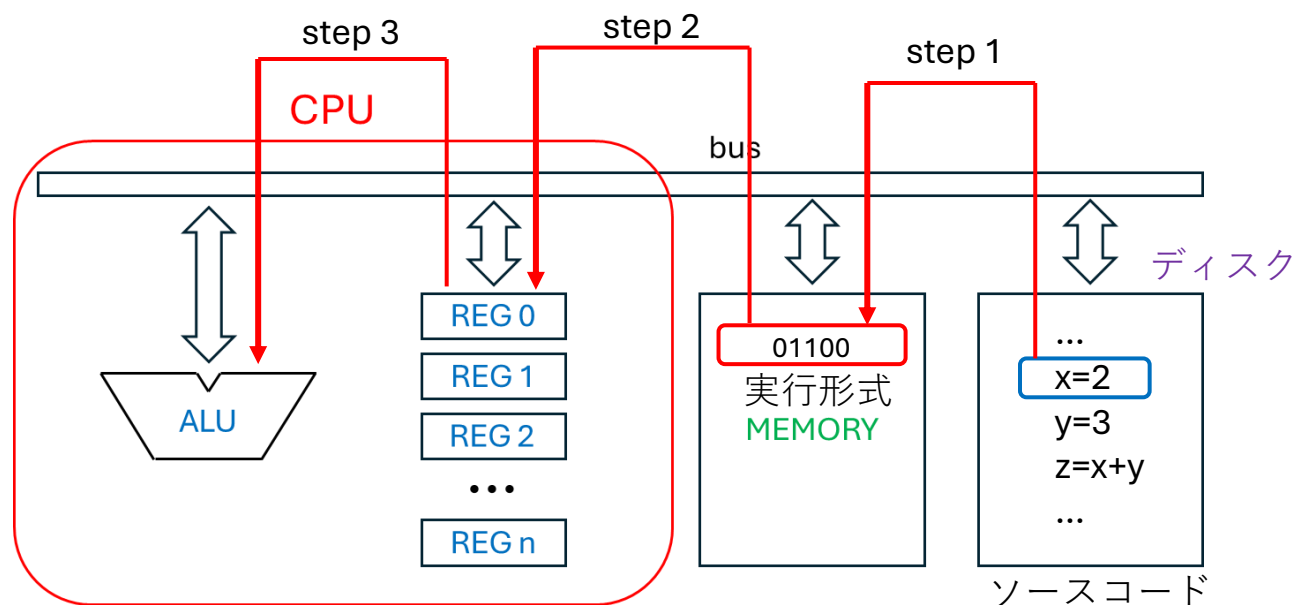 step 3
step 2
step 1
CPU
bus
ディスク
REG 0
REG 1
REG 2
...
REG n
ALU
01100
実行形式
MEMORY
...
x=2
y=3
z=x+y
...
ソースコード